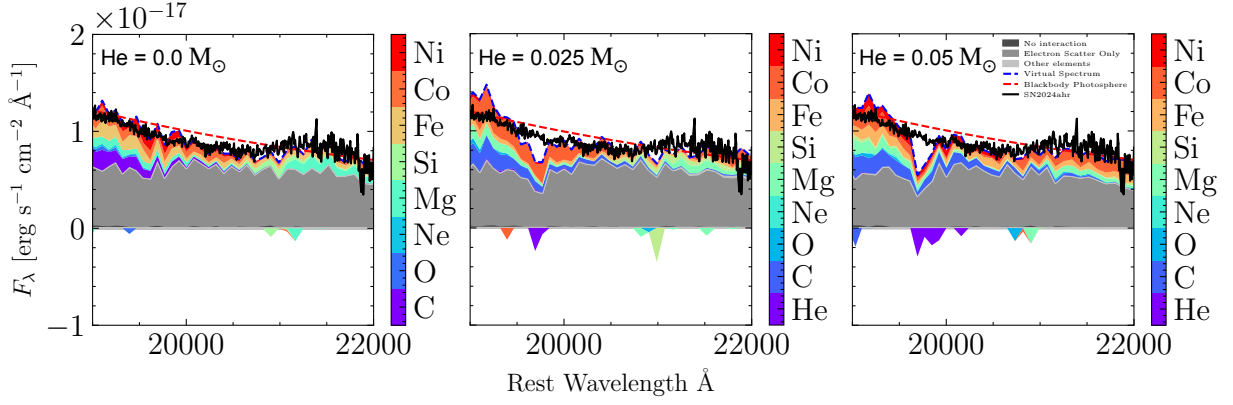 ×10⁻¹⁷
2
1
0
−1
F_λ [erg s⁻¹ cm⁻² Å⁻¹]
He = 0.0 M_⊙
20000
22000
Ni
Co
Fe
Si
Mg
Ne
O
C
He = 0.025 M_⊙
20000
22000
Ni
Co
Fe
Si
Mg
Ne
O
C
He
He = 0.05 M_⊙
No interaction
Electron Scatter Only
Other elements
Virtual Spectrum
Blackbody Photosphere
SN2024ahr
20000
22000
Ni
Co
Fe
Si
Mg
Ne
O
C
He
Rest Wavelength Å